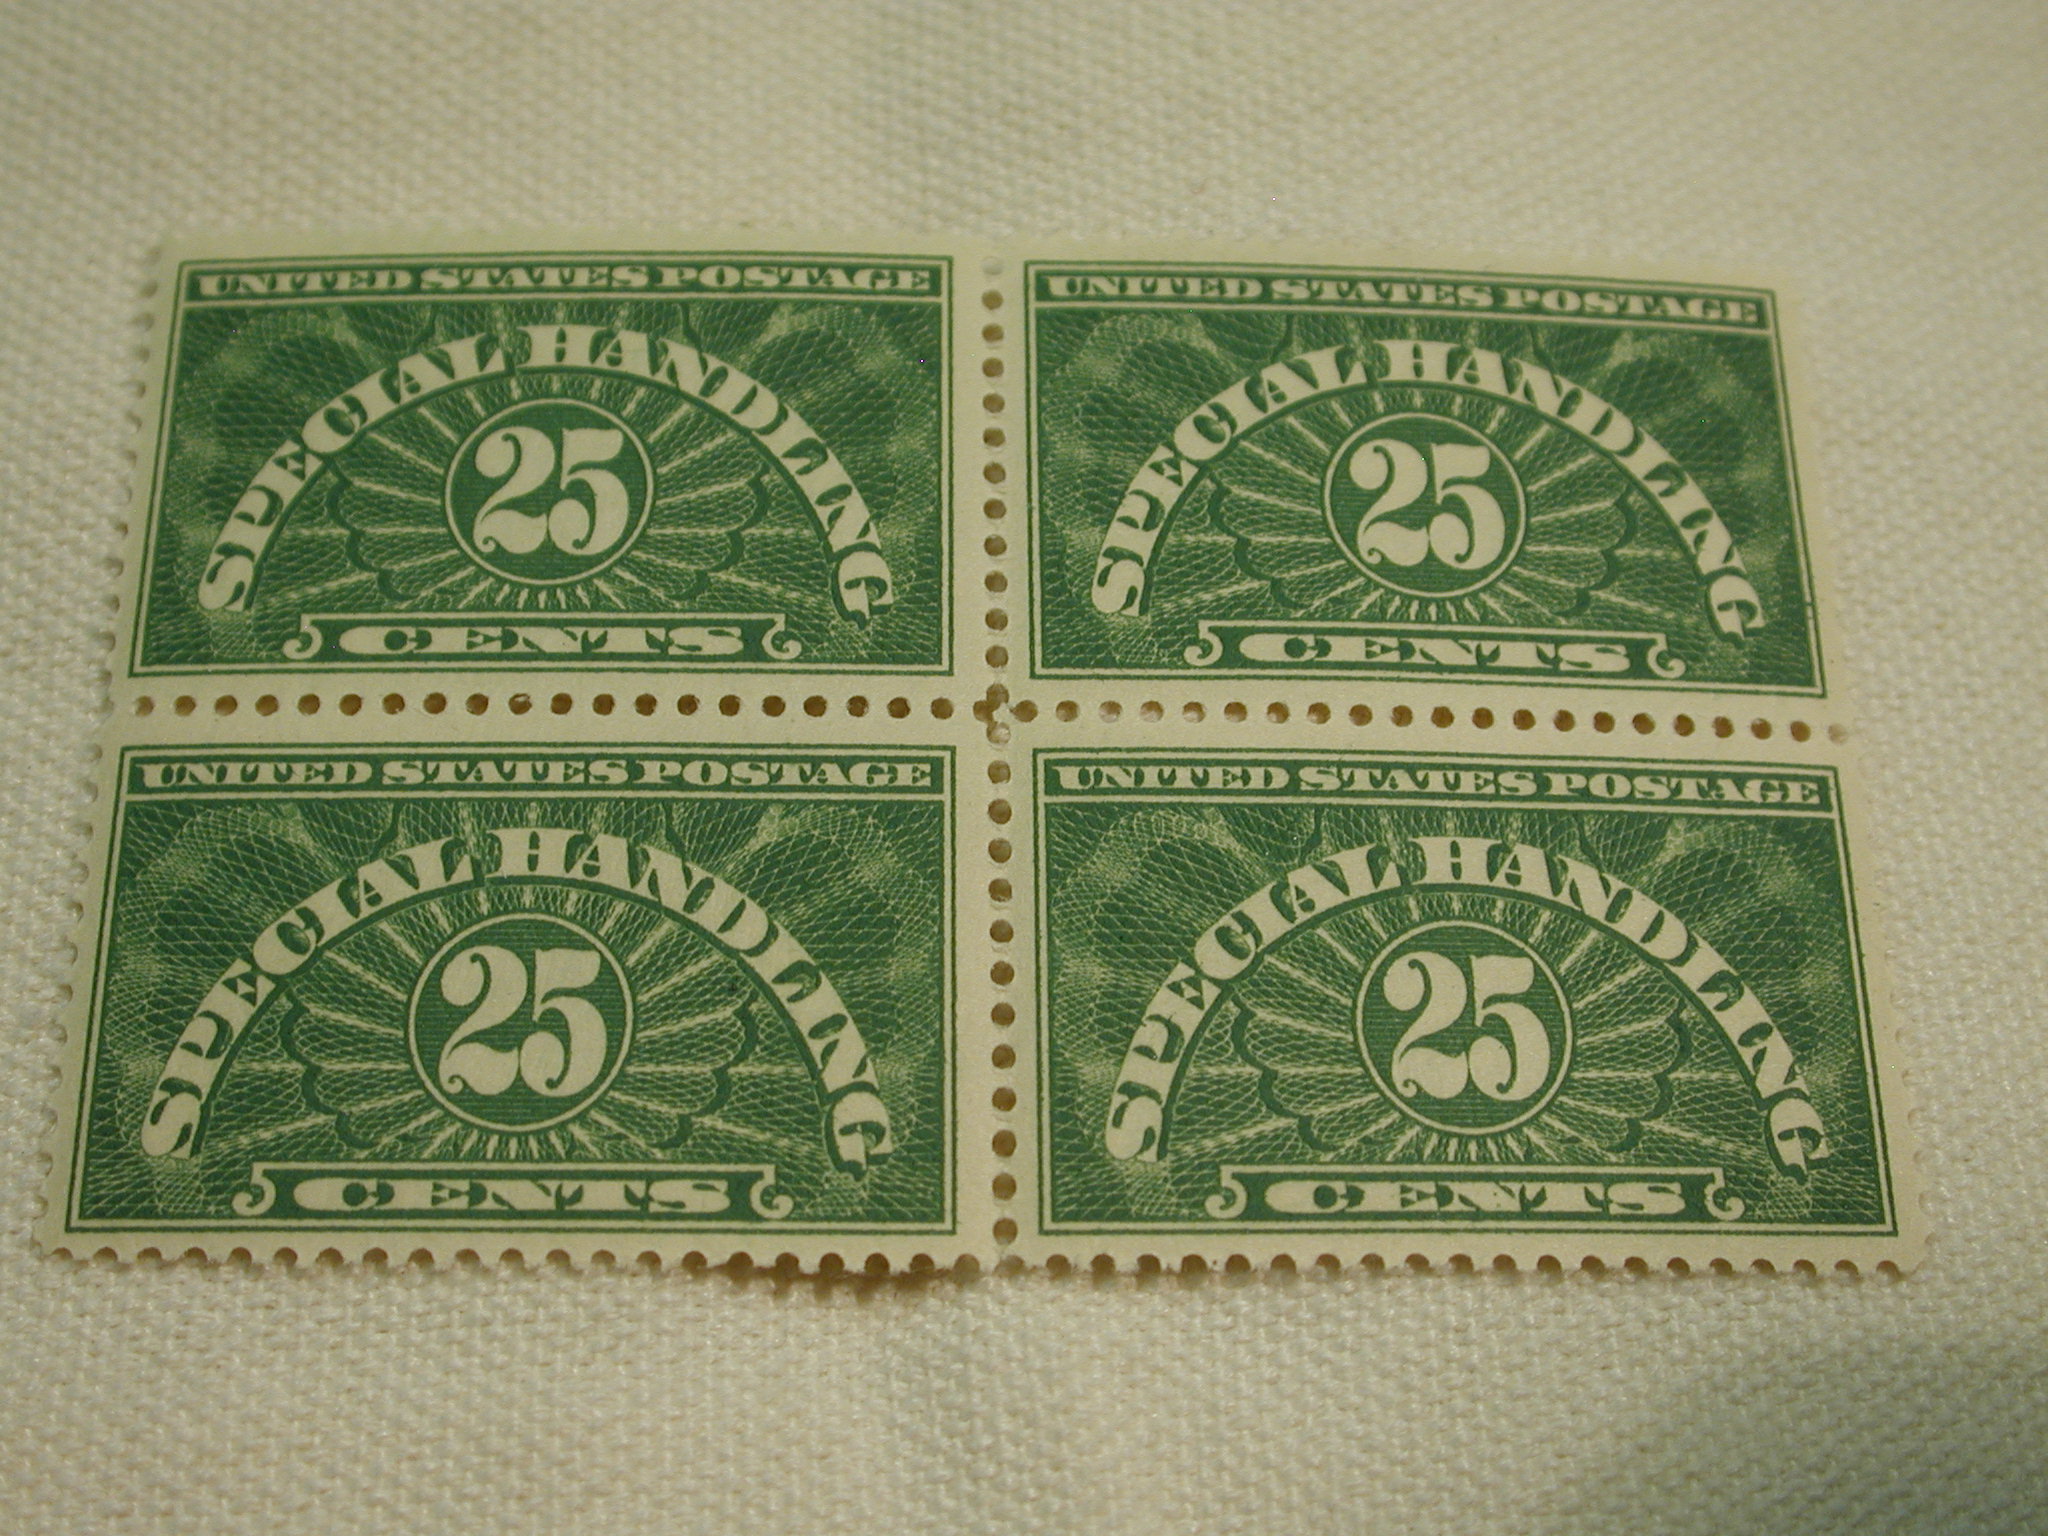 UNITED STATES POSTAGE
SPECIAL HANDLING
25
CENTS
UNITED STATES POSTAGE
SPECIAL HANDLING
25
CENTS
UNITED STATES POSTAGE
SPECIAL HANDLING
25
CENTS
UNITED STATES POSTAGE
SPECIAL HANDLING
25
CENTS